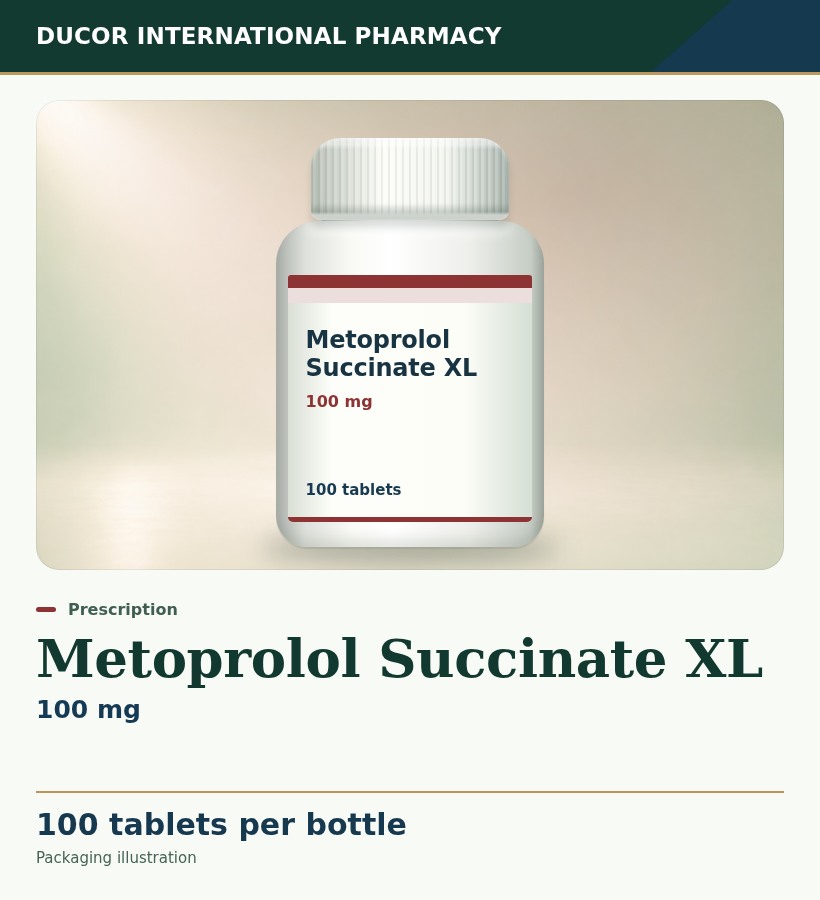 DUCOR INTERNATIONAL PHARMACY
Metoprolol
Succinate XL
100 mg
100 tablets
Prescription
Metoprolol Succinate XL
100 mg
100 tablets per bottle
Packaging illustration